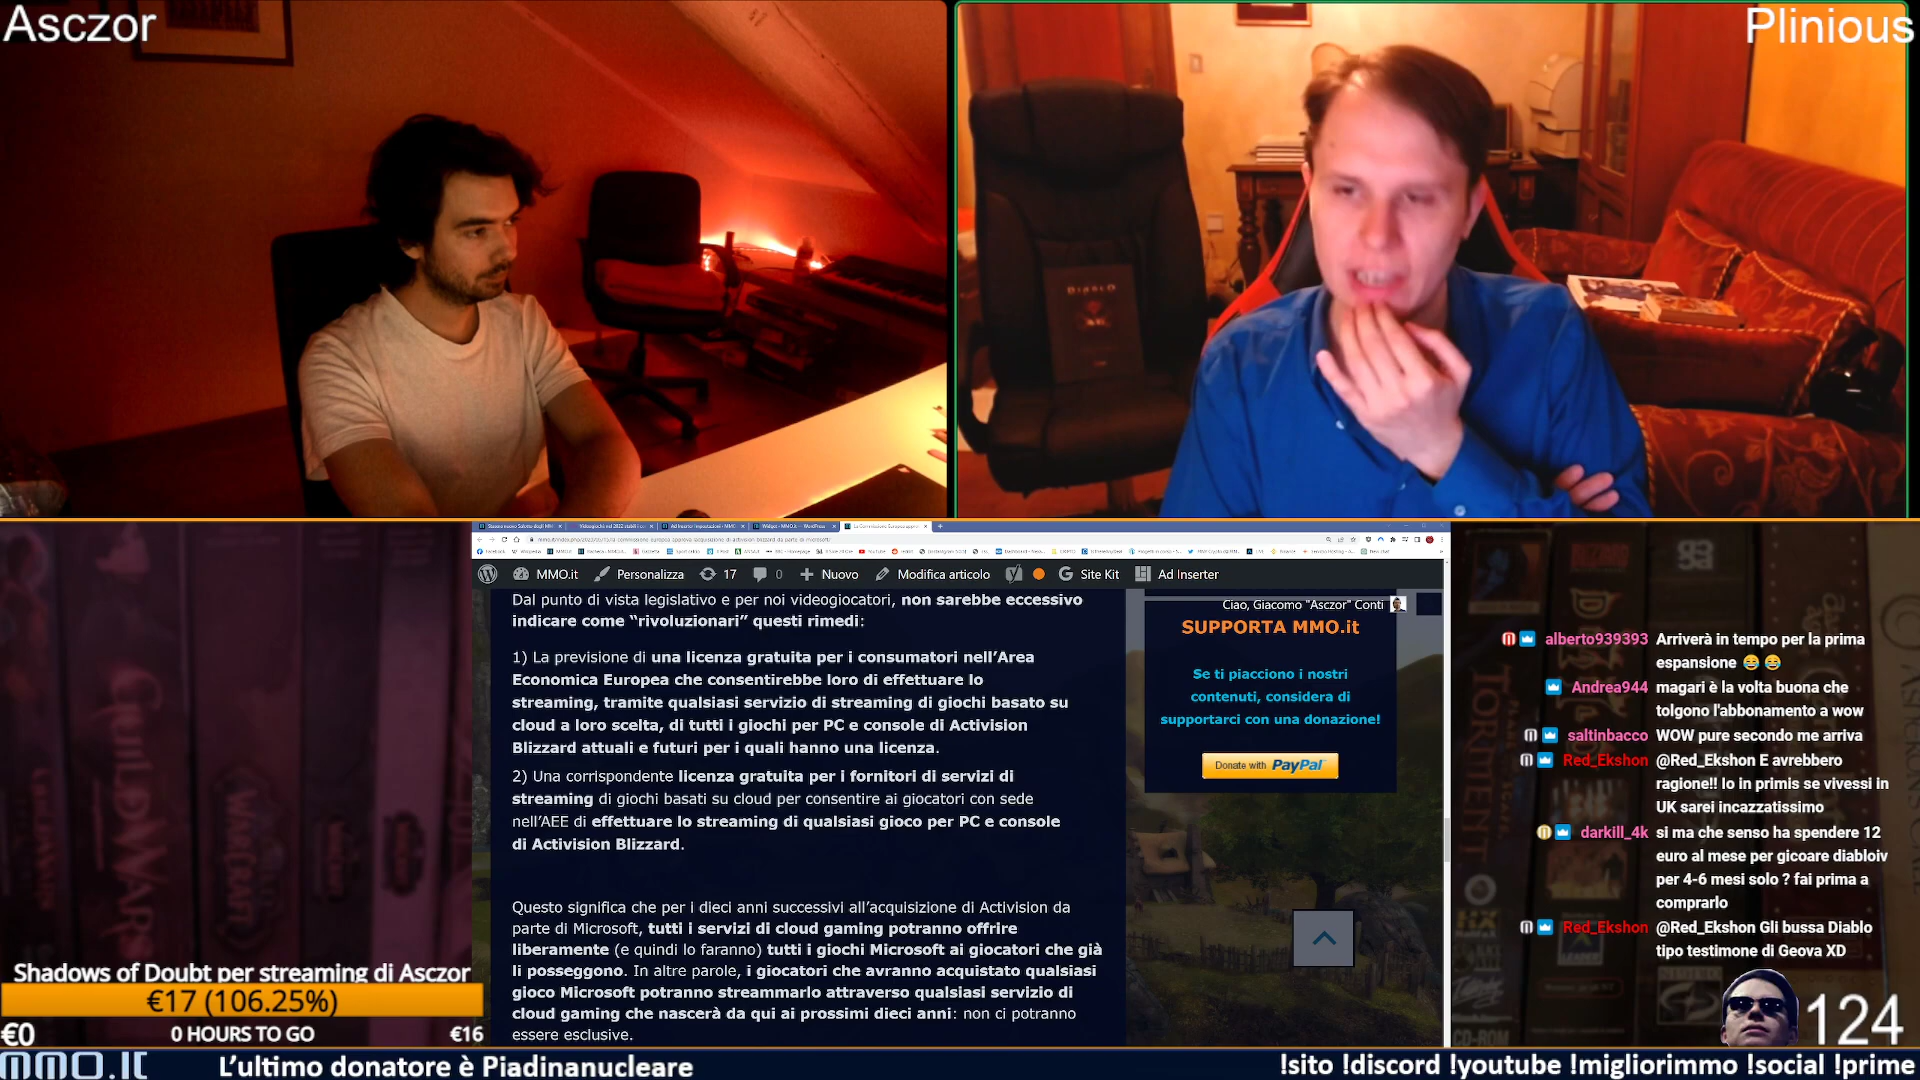 Asczor
Plinious
DIABLO
MMO.it
Personalizza
17
0
Nuovo
Modifica articolo
Site Kit
Ad Inserter
Ciao, Giacomo "Asczor" Conti
Dal punto di vista legislativo e per noi videogiocatori, non sarebbe eccessivo
indicare come “rivoluzionari” questi rimedi:
1) La previsione di una licenza gratuita per i consumatori nell’Area
Economica Europea che consentirebbe loro di effettuare lo
streaming, tramite qualsiasi servizio di streaming di giochi basato su
cloud a loro scelta, di tutti i giochi per PC e console di Activision
Blizzard attuali e futuri per i quali hanno una licenza.
2) Una corrispondente licenza gratuita per i fornitori di servizi di
streaming di giochi basati su cloud per consentire ai giocatori con sede
nell’AEE di effettuare lo streaming di qualsiasi gioco per PC e console
di Activision Blizzard.
Questo significa che per i dieci anni successivi all’acquisizione di Activision da
parte di Microsoft, tutti i servizi di cloud gaming potranno offrire
liberamente (e quindi lo faranno) tutti i giochi Microsoft ai giocatori che già
li posseggono. In altre parole, i giocatori che avranno acquistato qualsiasi
gioco Microsoft potranno streammarlo attraverso qualsiasi servizio di
cloud gaming che nascerà da qui ai prossimi dieci anni: non ci potranno
essere esclusive.
SUPPORTA MMO.it
Se ti piacciono i nostri
contenuti, considera di
supportarci con una donazione!
Donate with PayPal
alberto939393 Arriverà in tempo per la prima
espansione 😂 😂
Andrea944 magari è la volta buona che
tolgono l'abbonamento a wow
saltinbacco WOW pure secondo me arriva
Red_Ekshon @Red_Ekshon E avrebbero
ragione!! Io in primis se vivessi in
UK sarei incazzatissimo
darkill_4k si ma che senso ha spendere 12
euro al mese per gicoare diabloiv
per 4-6 mesi solo ? fai prima a
comprarlo
Red_Ekshon @Red_Ekshon Gli bussa Diablo
tipo testimone di Geova XD
124
GUILDWARS
WARCRAFT
TORMENT
CD-ROM
Shadows of Doubt per streaming di Asczor
€17 (106.25%)
€0
0 HOURS TO GO
€16
MMO.it
L’ultimo donatore è Piadinanucleare
!sito !discord !youtube !migliorimmo !social !prime